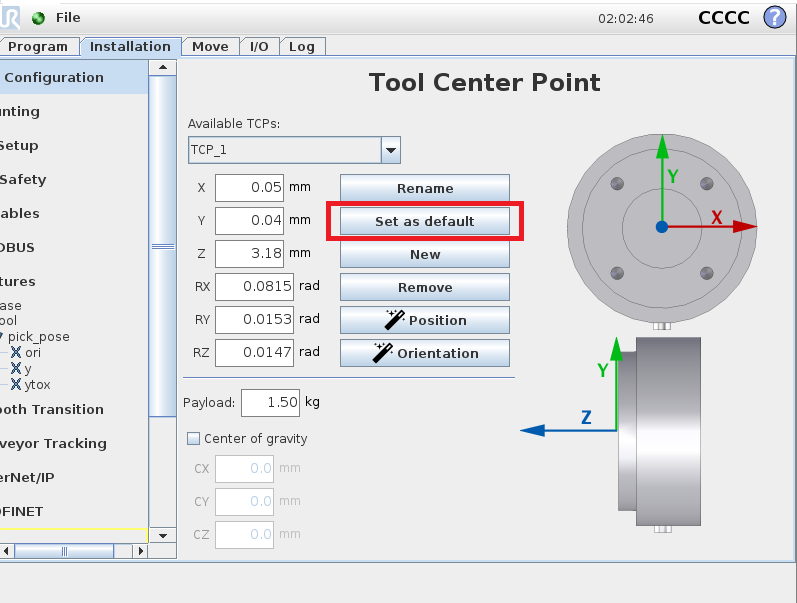 File 02:02:46 CCCC ?
Program Installation Move I/O Log
Configuration
Tool Center Point
unting
Setup
Safety
ables
DBUS
tures
ase
ool
pick_pose
ori
y
ytox
ooth Transition
veyor Tracking
erNet/IP
OFINET
Available TCPs:
TCP_1
X 0.05 mm Rename
Y 0.04 mm Set as default
Z 3.18 mm New
RX 0.0815 rad Remove
RY 0.0153 rad Position
RZ 0.0147 rad Orientation
Payload: 1.50 kg
Center of gravity
CX 0.0 mm
CY 0.0 mm
CZ 0.0 mm
Y
X
Y
Z